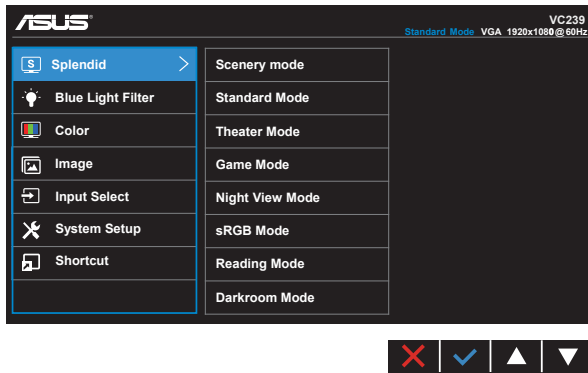 ASUS
VC239
Standard Mode VGA 1920x1080@60Hz
S Splendid
Blue Light Filter
Color
Image
Input Select
System Setup
Shortcut
Scenery mode
Standard Mode
Theater Mode
Game Mode
Night View Mode
sRGB Mode
Reading Mode
Darkroom Mode